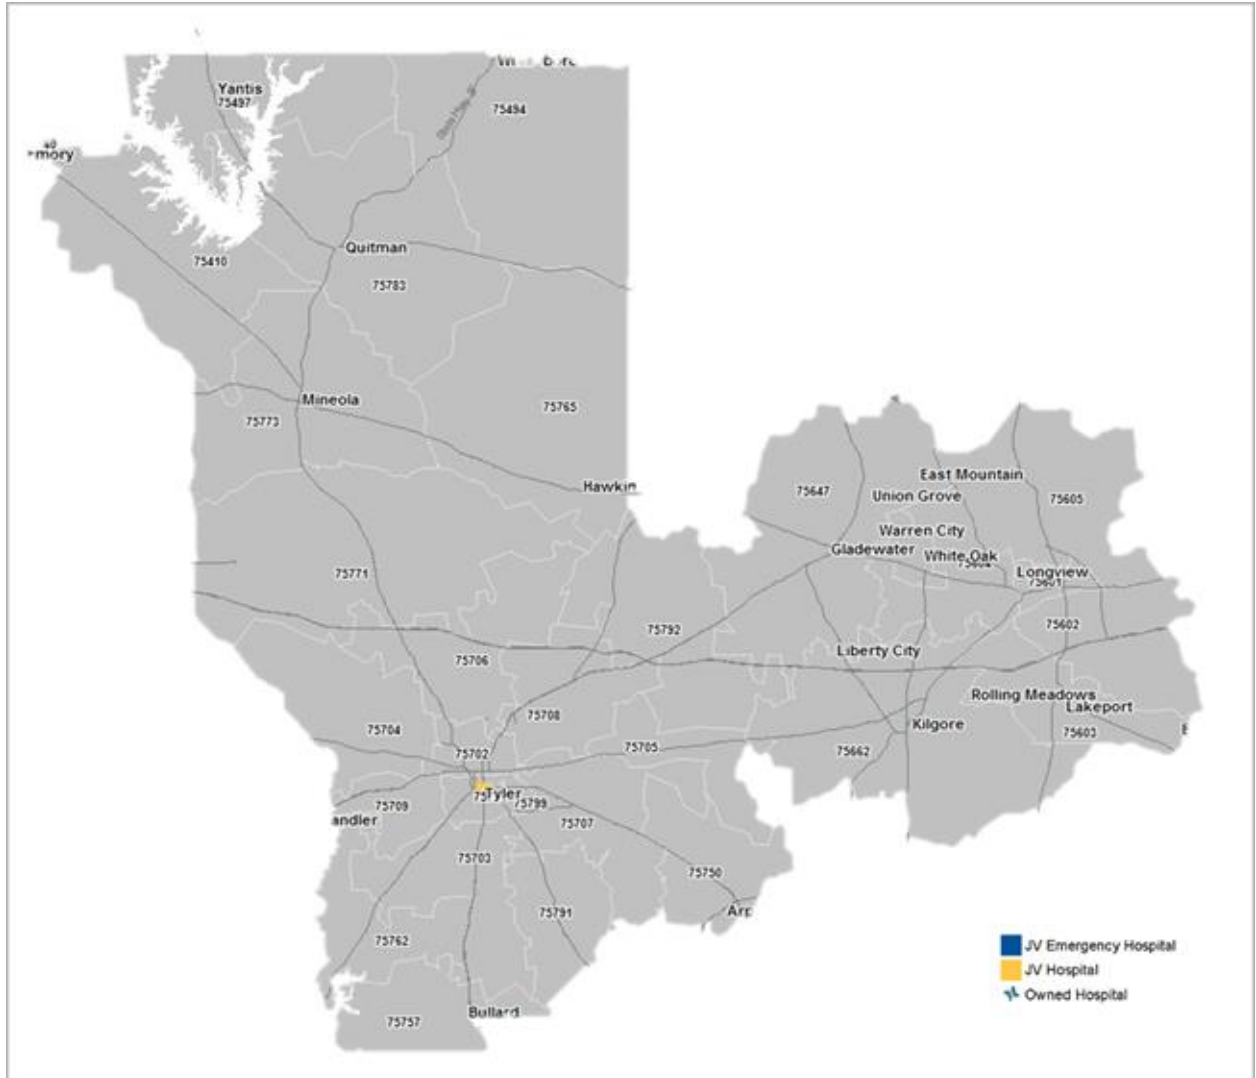 Yantis
75497
75494
Quitman
75410
75783
Mineola
75773
75765
Hawkin
East Mountain
75647
Union Grove
75605
Warren City
Gladewater
White Oak
Longview
75771
75602
75792
Liberty City
75706
Rolling Meadows
Lakeport
75708
Kilgore
75704
75603
75702
75705
75662
Tyler
75799
75709
andler
75707
75703
75750
75791
Arp
75762
JV Emergency Hospital
JV Hospital
Owned Hospital
Bullard
75757